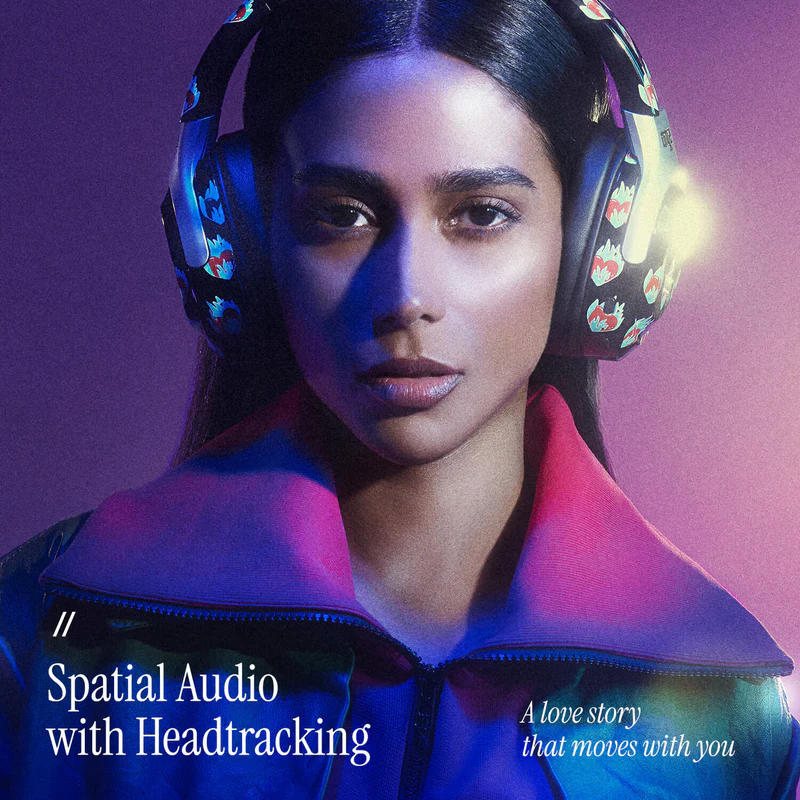 //
Spatial Audio
with Headtracking
A love story
that moves with you